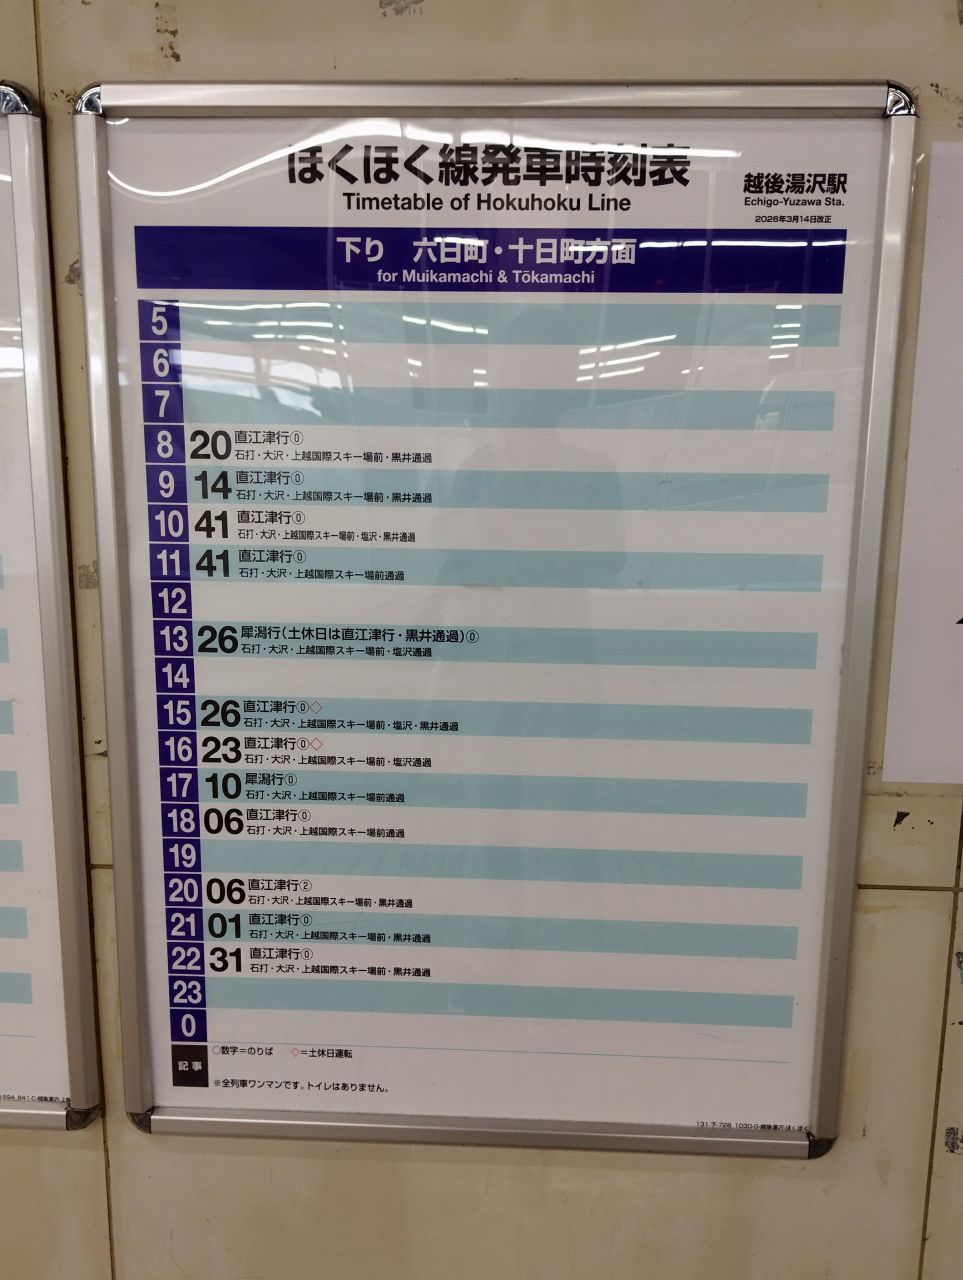 ほくほく線発車時刻表
Timetable of Hokuhoku Line
越後湯沢駅
Echigo-Yuzawa Sta.
2026年3月14日改正
下り 六日町・十日町方面
for Muikamachi & Tōkamachi
5
6
7
8 20 直江津行⓪
石打・大沢・上越国際スキー場前・黒井通過
9 14 直江津行⓪
石打・大沢・上越国際スキー場前・黒井通過
10 41 直江津行⓪
石打・大沢・上越国際スキー場前・塩沢・黒井通過
11 41 直江津行⓪
石打・大沢・上越国際スキー場前通過
12
13 26 犀潟行(土休日は直江津行・黒井通過)⓪
石打・大沢・上越国際スキー場前・塩沢通過
14
15 26 直江津行⓪◇
石打・大沢・上越国際スキー場前・塩沢・黒井通過
16 23 直江津行⓪◇
石打・大沢・上越国際スキー場前・塩沢通過
17 10 犀潟行⓪
石打・大沢・上越国際スキー場前通過
18 06 直江津行⓪
石打・大沢・上越国際スキー場前通過
19
20 06 直江津行②
石打・大沢・上越国際スキー場前・黒井通過
21 01 直江津行⓪
石打・大沢・上越国際スキー場前・黒井通過
22 31 直江津行⓪
石打・大沢・上越国際スキー場前・黒井通過
23
0
記事
○数字=のりば ◇=土休日運転
※全列車ワンマンです。トイレはありません。
131-下-728_1030-G-越後湯沢-ほくほく